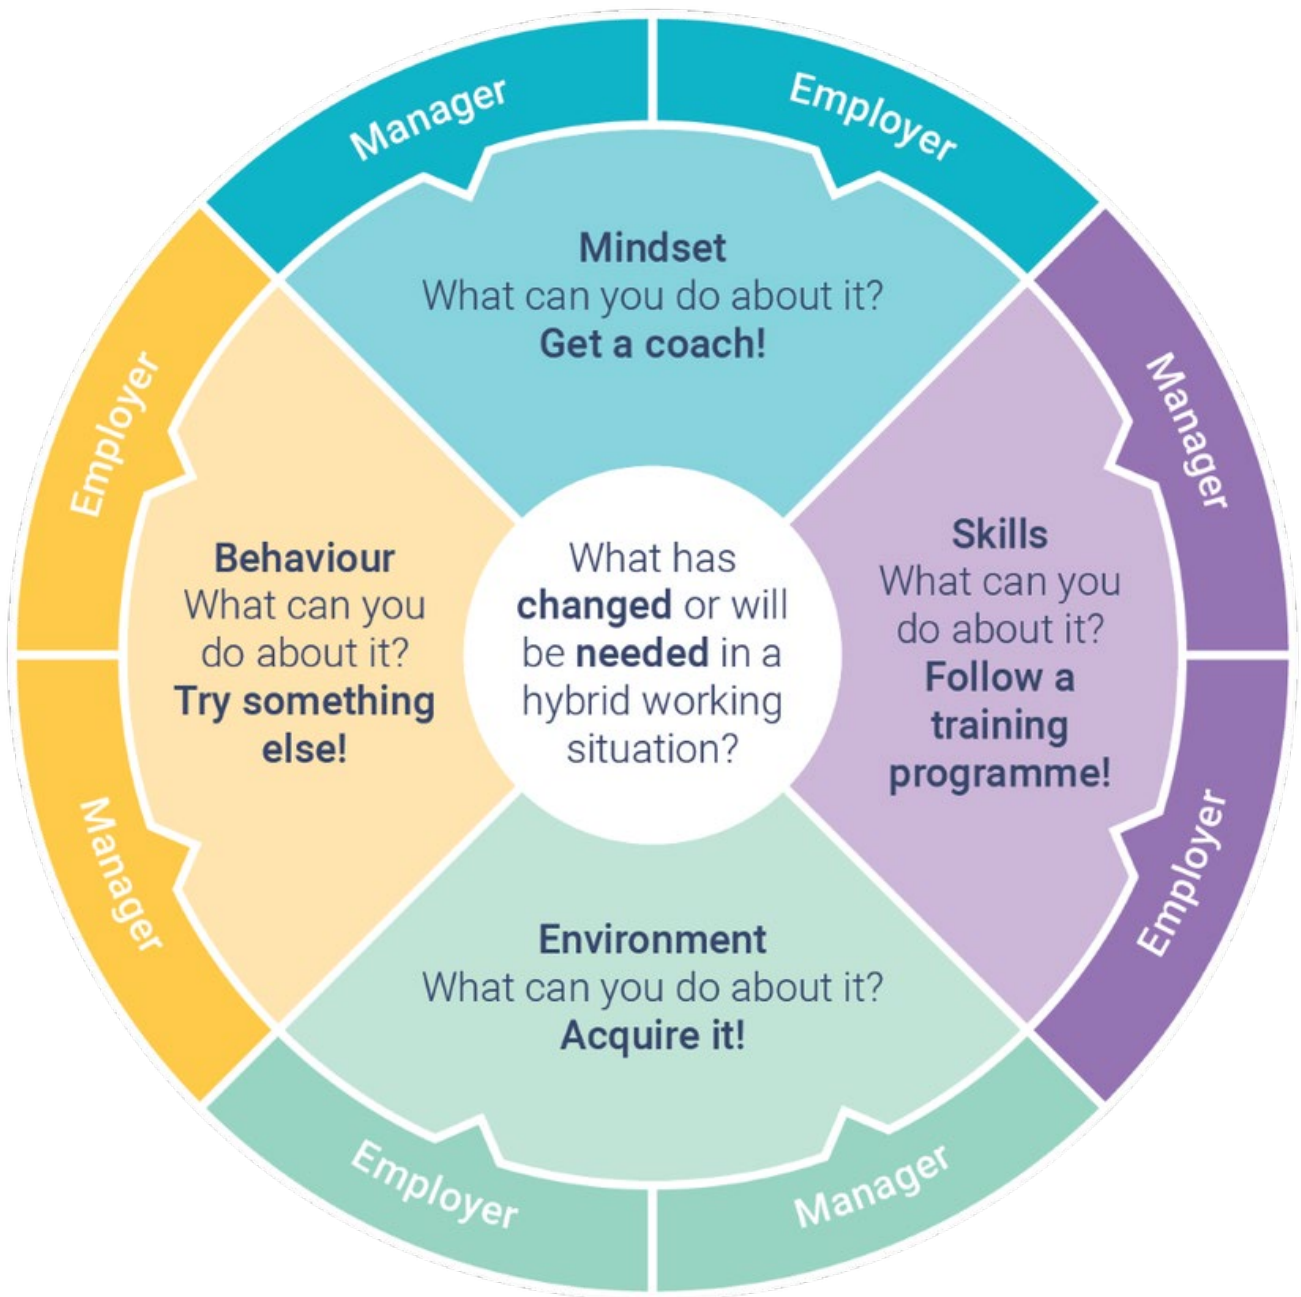 Manager
Employer
Mindset
What can you do about it?
Get a coach!
Manager
Employer
Skills
What can you
do about it?
Follow a
training
programme!
Manager
Employer
Environment
What can you do about it?
Acquire it!
Manager
Employer
Behaviour
What can you
do about it?
Try something
else!
What has
changed or will
be needed in a
hybrid working
situation?